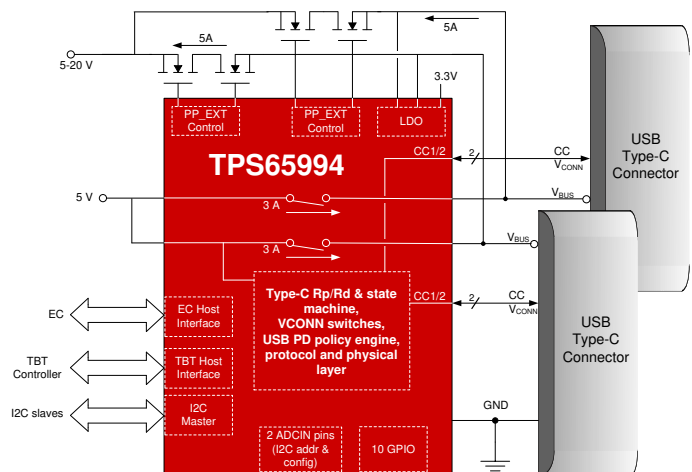 5A
5A
5-20 V
3.3V
PP_EXT
Control
PP_EXT
Control
LDO
USB
Type-C
Connector
TPS65994
CC1/2
2
CC
VCONN
5 V
3 A
VBUS
3 A
VBUS
Type-C Rp/Rd & state
machine,
VCONN switches,
USB PD policy engine,
protocol and physical
layer
CC1/2
2
CC
VCONN
USB
Type-C
Connector
EC
EC Host
Interface
TBT
Controller
TBT Host
Interface
I2C slaves
I2C
Master
GND
2 ADCIN pins
(I2C addr &
config)
10 GPIO